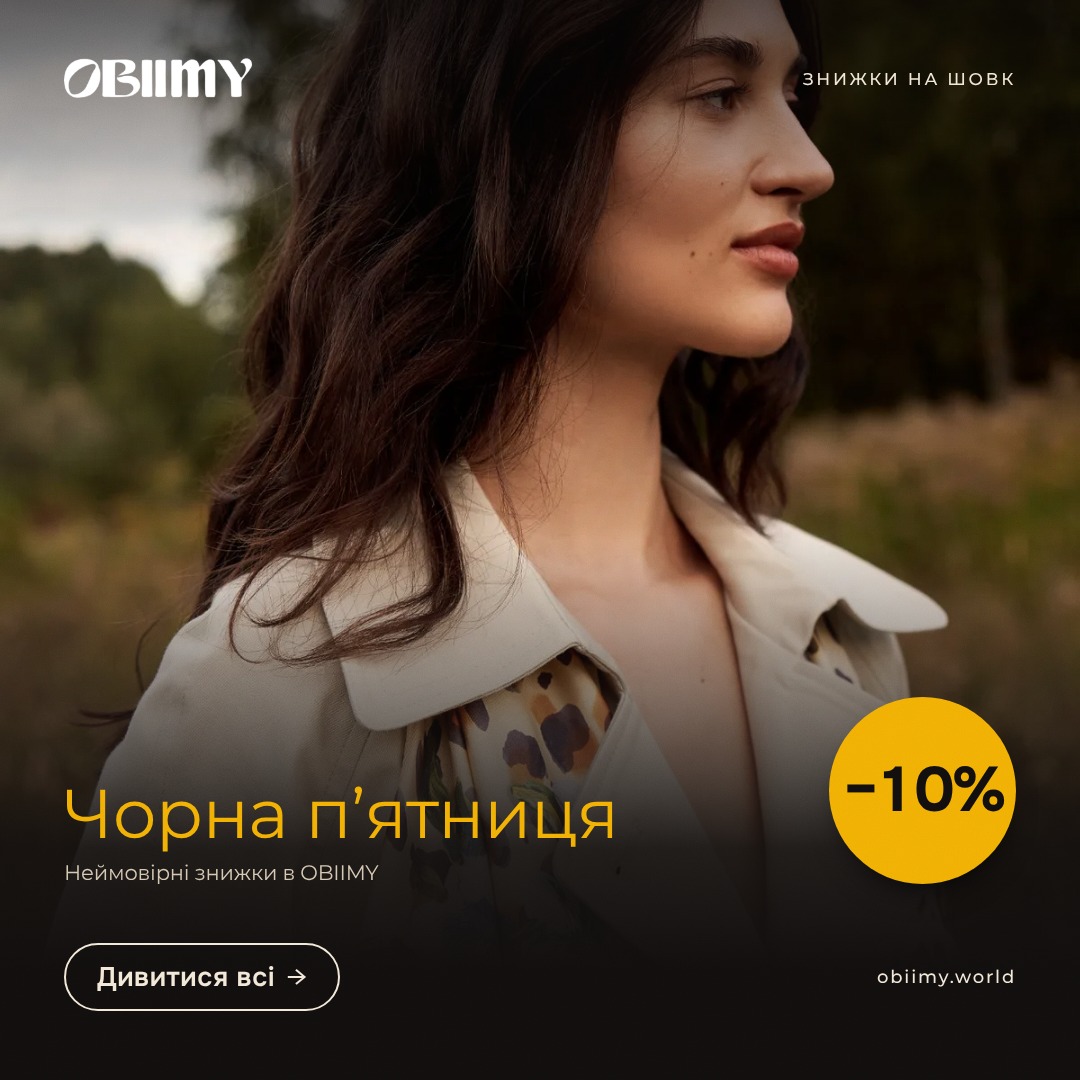 OBIIMY
ЗНИЖКИ НА ШОВК
Чорна п’ятниця
Неймовірні знижки в OBIIMY
−10%
Дивитися всі →
obiimy.world